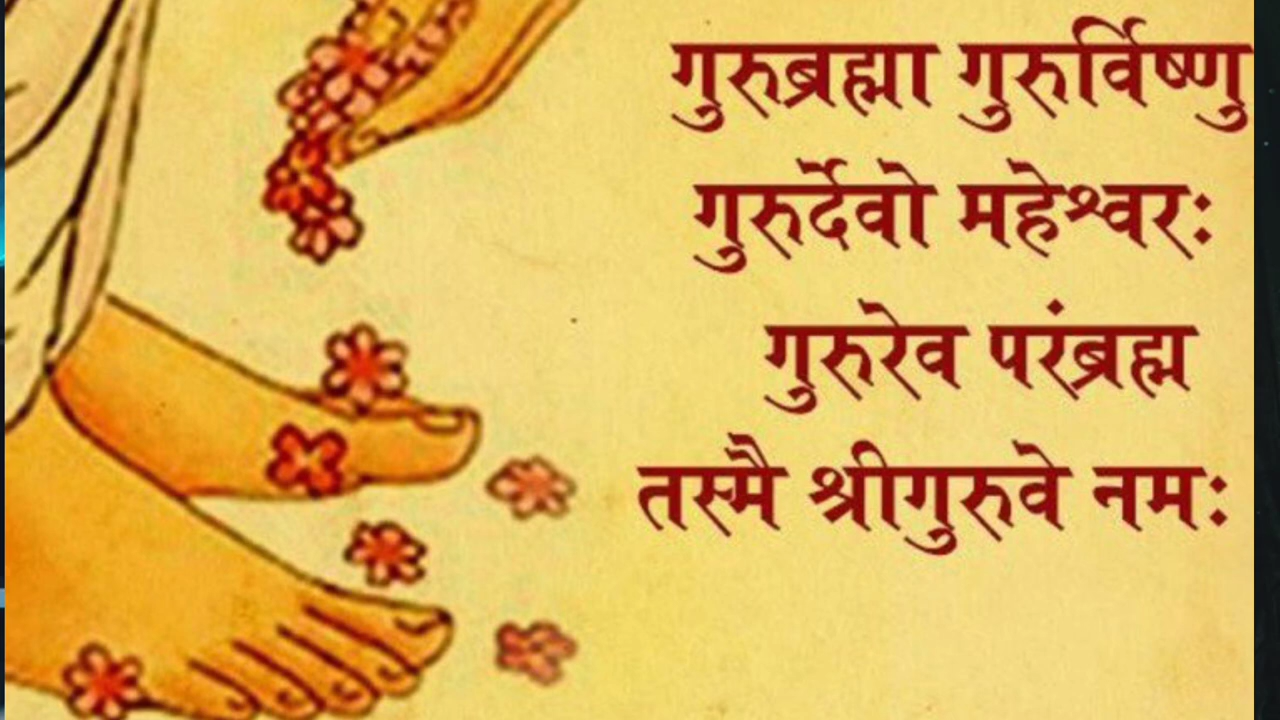 गुरुब्रह्मा गुरुर्विष्णु
गुरुर्देवो महेश्वरः
गुरुरेव परंब्रह्म
तस्मै श्रीगुरुवे नमः